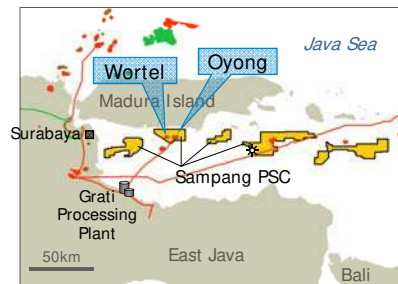 Java Sea
Oyong
Wortel
Madura Island
Surabaya
Sampang PSC
Grati
Processing
Plant
East Java
50km
Bali